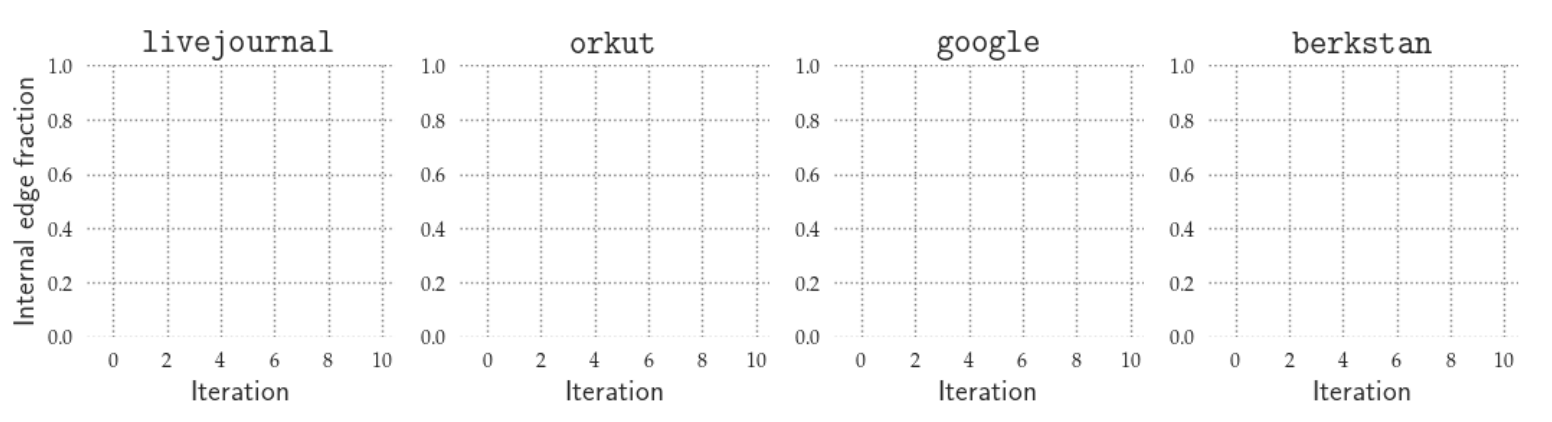 livejournal orkut google berkstan
Internal edge fraction
1.0 1.0 1.0 1.0
0.8 0.8 0.8 0.8
0.6 0.6 0.6 0.6
0.4 0.4 0.4 0.4
0.2 0.2 0.2 0.2
0.0 0.0 0.0 0.0
0 2 4 6 8 10 0 2 4 6 8 10 0 2 4 6 8 10 0 2 4 6 8 10
Iteration Iteration Iteration Iteration